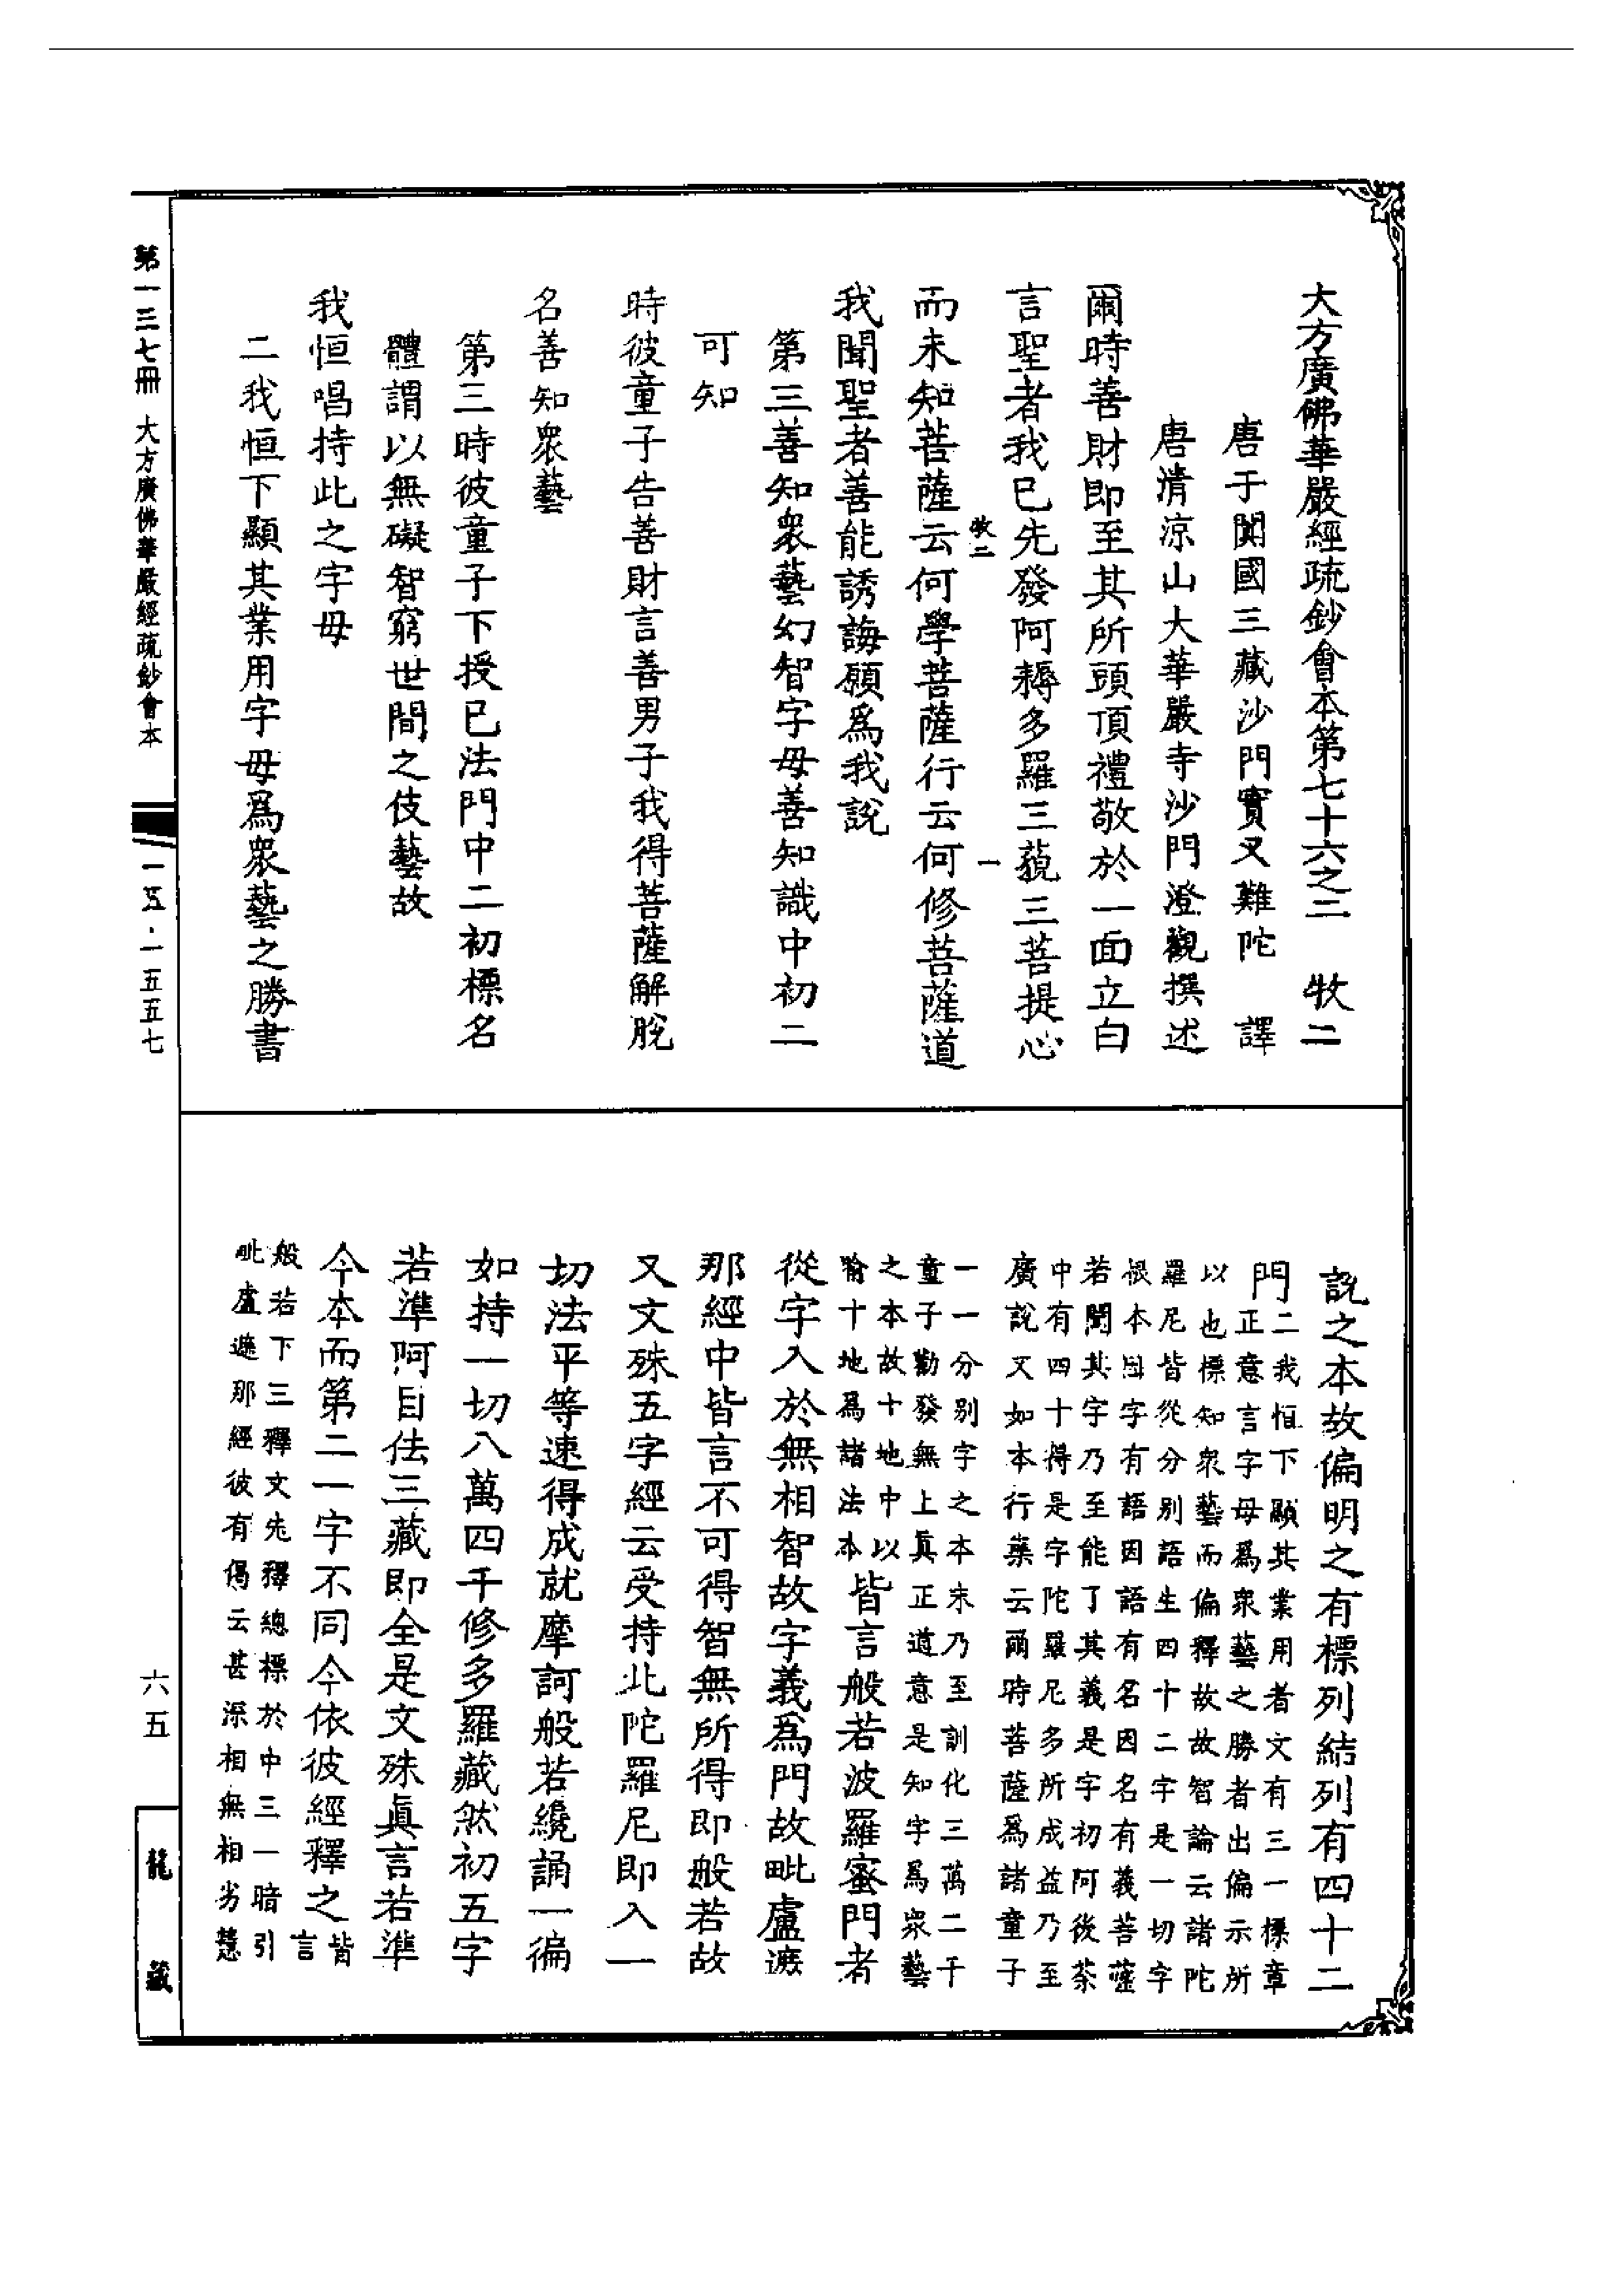 大方廣佛華嚴經疏鈔會本第七十六之二　牧二
唐于闐國三藏沙門實叉難陀　譯
唐清涼山大華嚴寺沙門澄觀撰述
爾時善財即至其所頭頂禮敬於一面立白
言聖者我已先發阿耨多羅三藐三菩提心
牧二　一
而未知菩薩云何學菩薩行云何修菩薩道
我聞聖者善能誘誨願爲我說
第三善知衆藝幻智字母善知識中初二
可知
時彼童子告善財言善男子我得菩薩解脫
名善知衆藝
第三時彼童子下授已法門中二初標名
體謂以無礙智窮世間之伎藝故
我恒唱持此之字母
二我恒下顯其業用字母爲衆藝之勝書
說之本故偏明之有標列結列有四十二
門二我恒下顯其業用者文有三一標章
正意言字母爲衆藝之勝者出偏示所
以也標知衆藝而偏釋故故智論云諸陀
羅尼皆從分別語生四十二字是一切字
根本因字有語因語有名因名有義菩薩
若聞其字乃至能了其義是字初阿後茶
中有四十得是字陀羅尼多所成益乃至
廣說又如本行藥云爾時菩薩爲諸童子
一一分別字之本末乃至訓化三萬二千
童子勸發無上真正道意是知字爲衆藝
之本故十地中以
喻十地爲諸法本皆言般若波羅蜜門者
從字入於無相智故字義爲門故毗盧遮
那經中皆言不可得智無所得即般若故
又文殊五字經云受持此陀羅尼即入一
切法平等速得成就摩訶般若纔誦一徧
如持一切八萬四千修多羅藏然初五字
若準阿目佉三藏即全是文殊眞言若準
今本而第二一字不同今依彼經釋之皆
言
般若下三釋文先釋總標於中三一暗引
毗盧遮那經彼有偈云甚深相無相劣慧
第一三七冊　大方廣佛華嚴經疏鈔會本
一五·一五五七
六五
龍藏